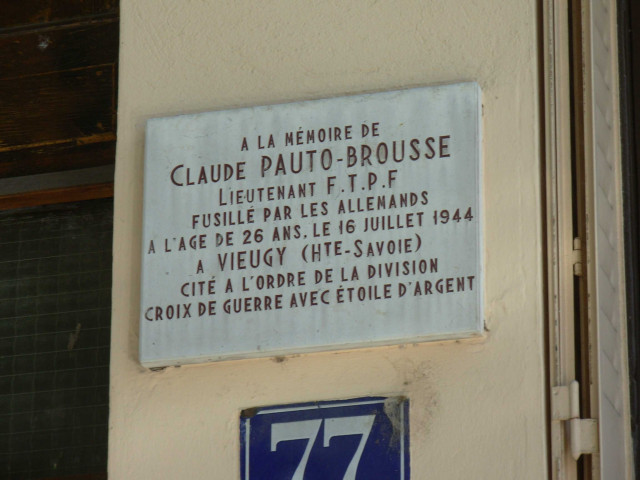 A LA MÉMOIRE DE
CLAUDE PAUTO-BROUSSE
LIEUTENANT F.T.P.F
FUSILLÉ PAR LES ALLEMANDS
A L'AGE DE 26 ANS. LE 16 JUILLET 1944
A VIEUGY (HTE-SAVOIE)
CITÉ A L'ORDRE DE LA DIVISION
CROIX DE GUERRE AVEC ÉTOILE D'ARGENT
77